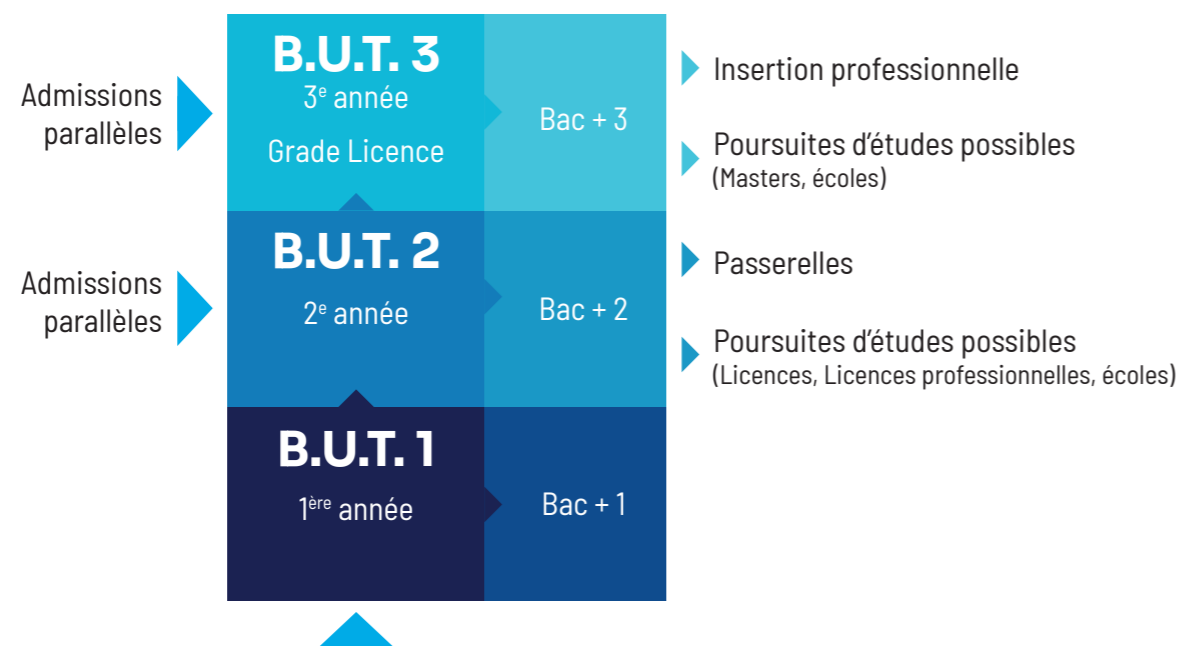 B.U.T. 3
3e année
Grade Licence
Admissions
parallèles
Bac + 3
Insertion professionnelle
Poursuites d'études possibles
(Masters, écoles)
B.U.T. 2
2e année
Admissions
parallèles
Bac + 2
Passerelles
Poursuites d'études possibles
(Licences, Licences professionnelles, écoles)
B.U.T. 1
1ère année
Bac + 1